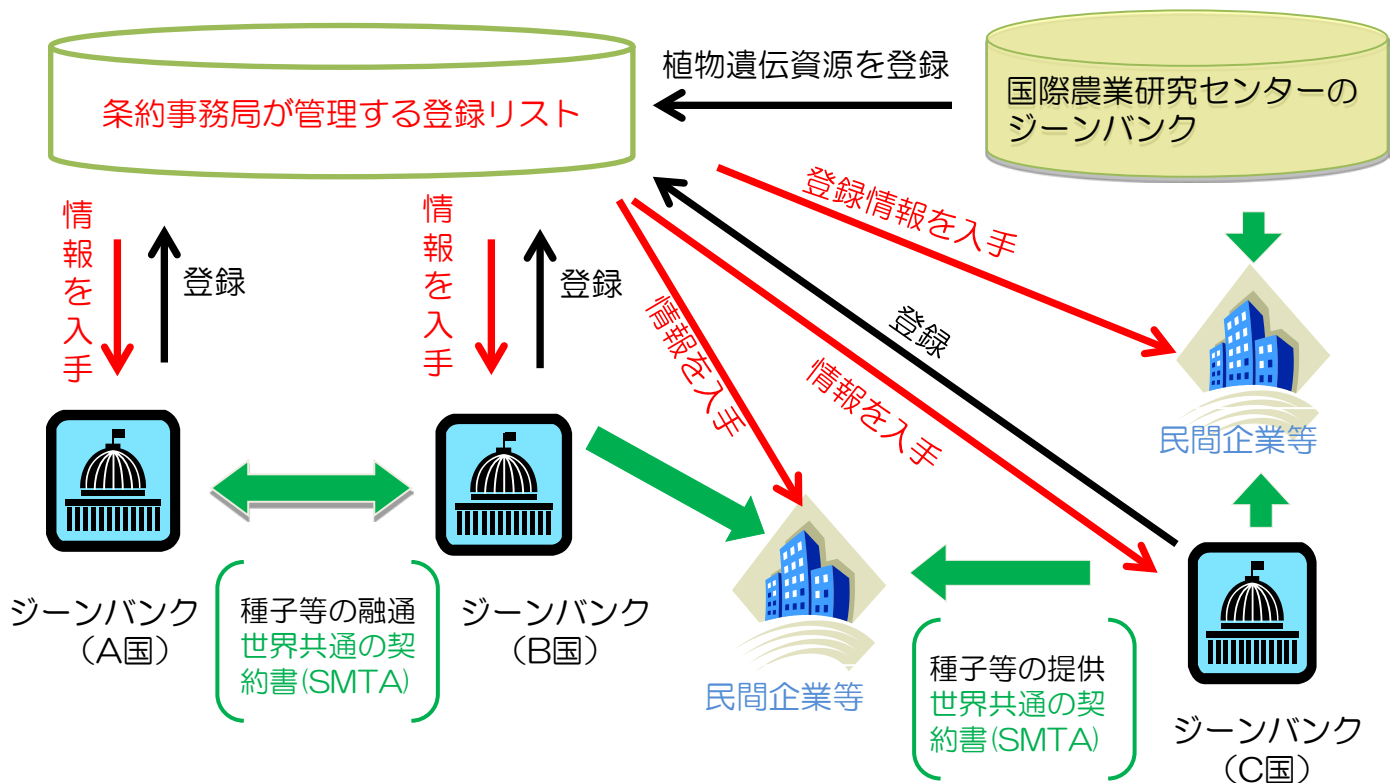 植物遺伝資源を登録
条約事務局が管理する登録リスト
国際農業研究センターの
ジーンバンク
情報を入手
登録
情報を入手
登録
登録情報を入手
登録
情報を入手
情報を入手
民間企業等
ジーンバンク
（A国）
種子等の融通
世界共通の契
約書(SMTA)
ジーンバンク
（B国）
民間企業等
種子等の提供
世界共通の契
約書(SMTA)
ジーンバンク
（C国）